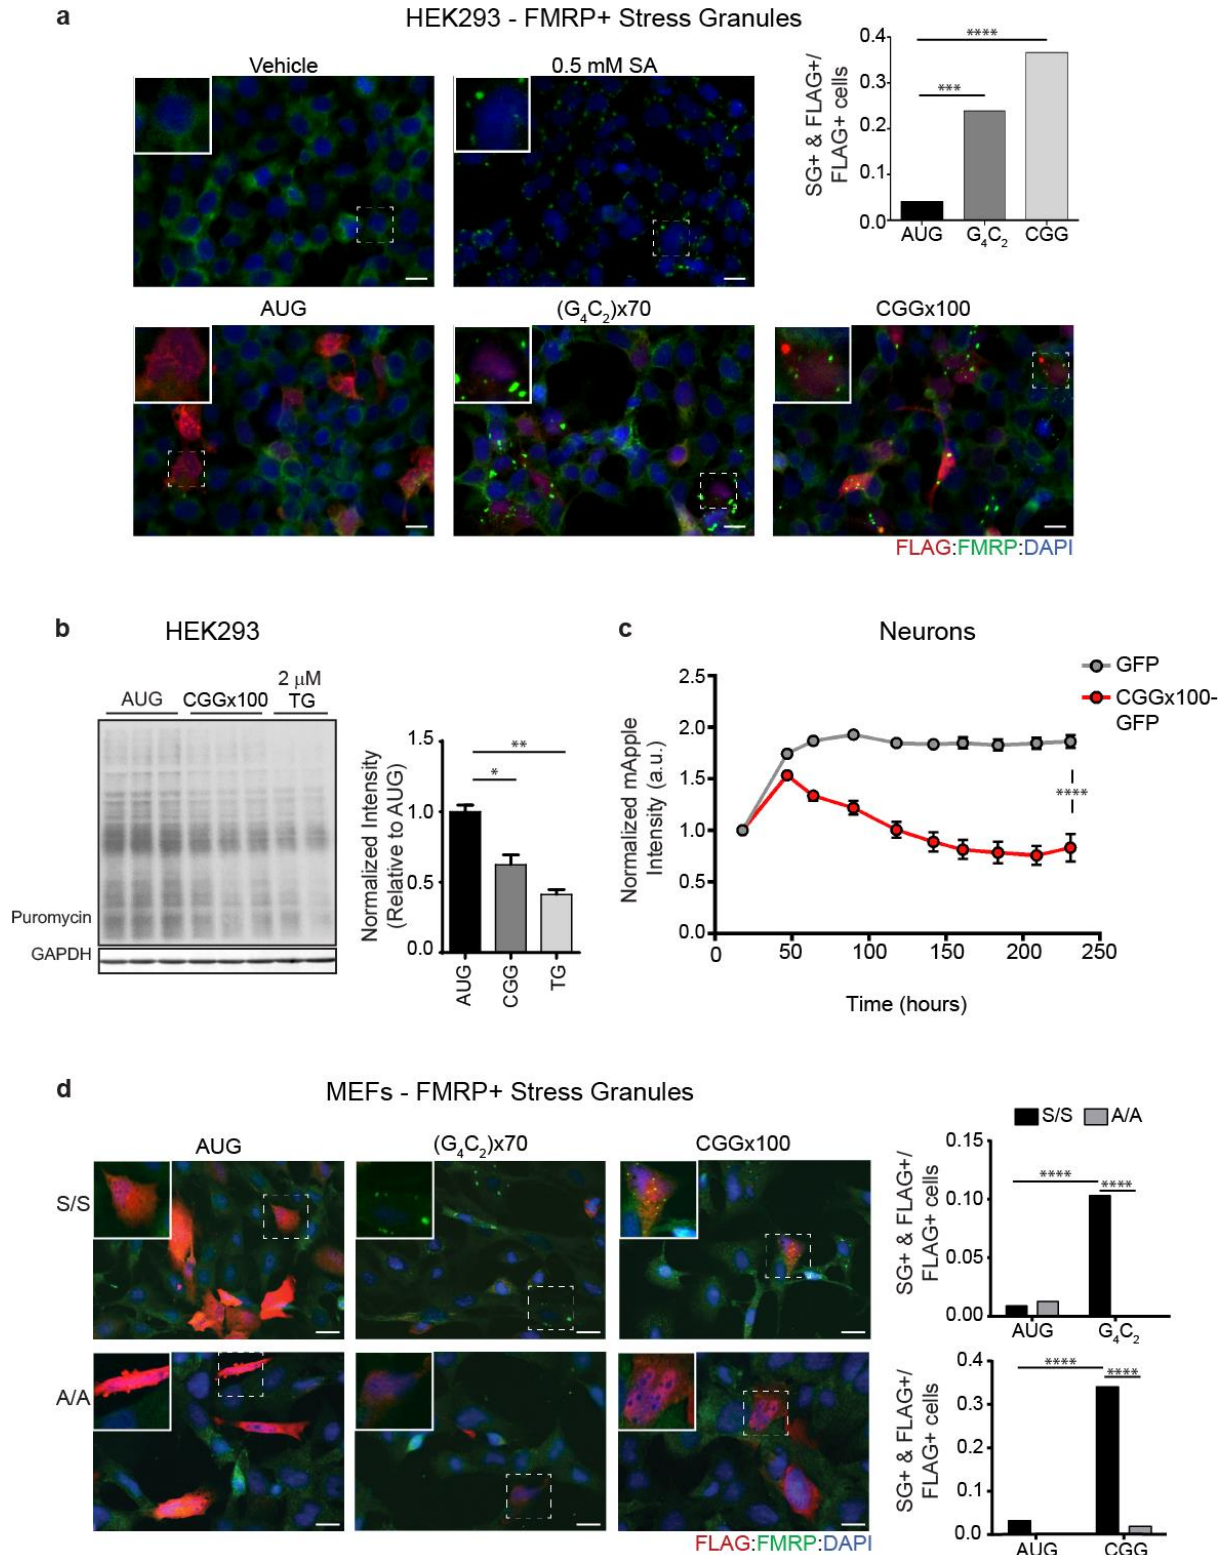 a
HEK293 - FMRP+ Stress Granules
Vehicle
0.5 mM SA
SG+ & FLAG+/
FLAG+ cells
0.4
0.3
0.2
0.1
0.0
****
***
AUG
G4C2
CGG
AUG
(G4C2)x70
CGGx100
FLAG:FMRP:DAPI
b
HEK293
AUG
CGGx100
2 μM
TG
Puromycin
GAPDH
Normalized Intensity
(Relative to AUG)
1.5
1.0
0.5
0.0
**
*
AUG
CGG
TG
c
Neurons
GFP
CGGx100-
GFP
Normalized mApple
Intensity (a.u.)
2.5
2.0
1.5
1.0
0.5
0.0
****
0
50
100
150
200
250
Time (hours)
d
MEFs - FMRP+ Stress Granules
AUG
(G4C2)x70
CGGx100
S/S
A/A
FLAG:FMRP:DAPI
S/S
A/A
SG+ & FLAG+/
FLAG+ cells
0.15
0.10
0.05
0.00
****
****
AUG
G4C2
SG+ & FLAG+/
FLAG+ cells
0.4
0.3
0.2
0.1
0.0
****
****
AUG
CGG